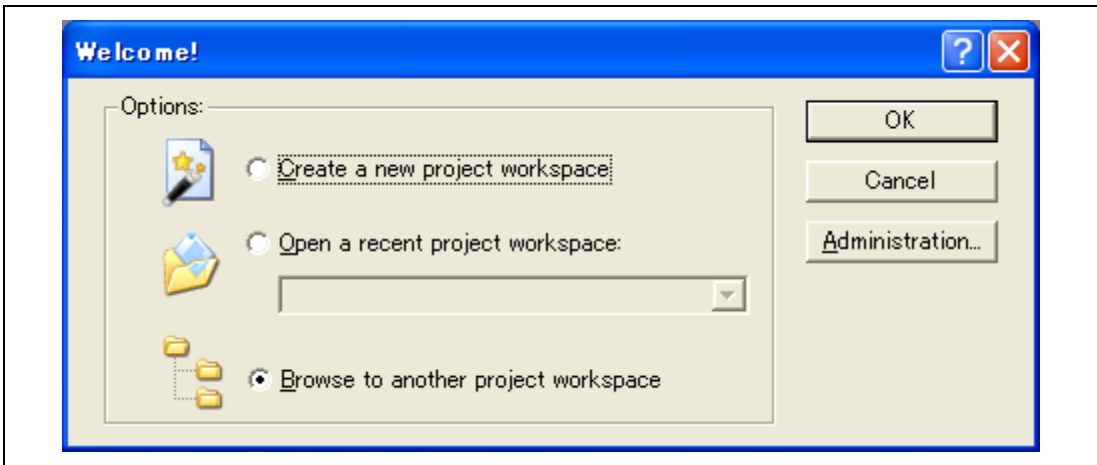 Welcome!
Options:
Create a new project workspace
Open a recent project workspace:
Browse to another project workspace
OK
Cancel
Administration...